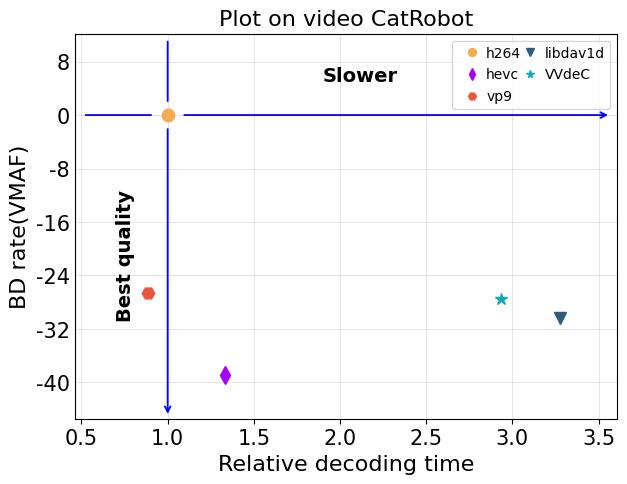 Plot on video CatRobot
h264
hevc
vp9
libdav1d
VVdeC
Slower
Best quality
BD rate(VMAF)
8
0
-8
-16
-24
-32
-40
0.5 1.0 1.5 2.0 2.5 3.0 3.5
Relative decoding time